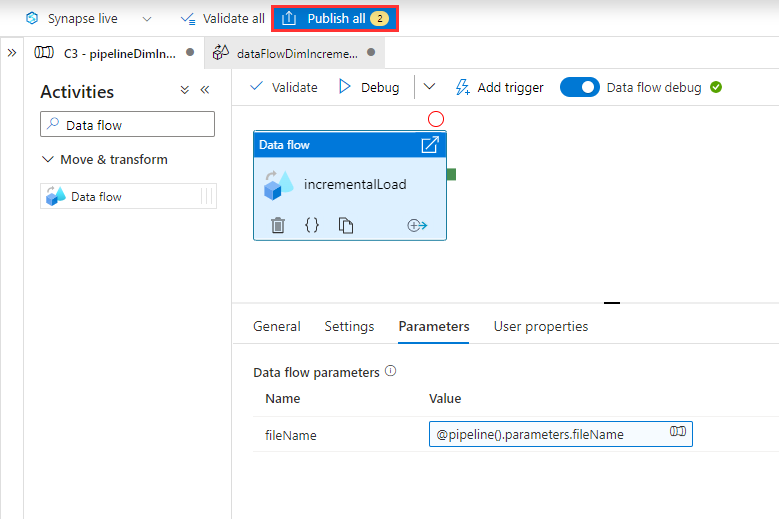 Synapse live
Validate all
Publish all 2
C3 - pipelineDimIn...
dataFlowDimIncreme...
Activities
Data flow
Move & transform
Data flow
Validate
Debug
Add trigger
Data flow debug
Data flow
incrementalLoad
General
Settings
Parameters
User properties
Data flow parameters
Name
Value
fileName
@pipeline().parameters.fileName